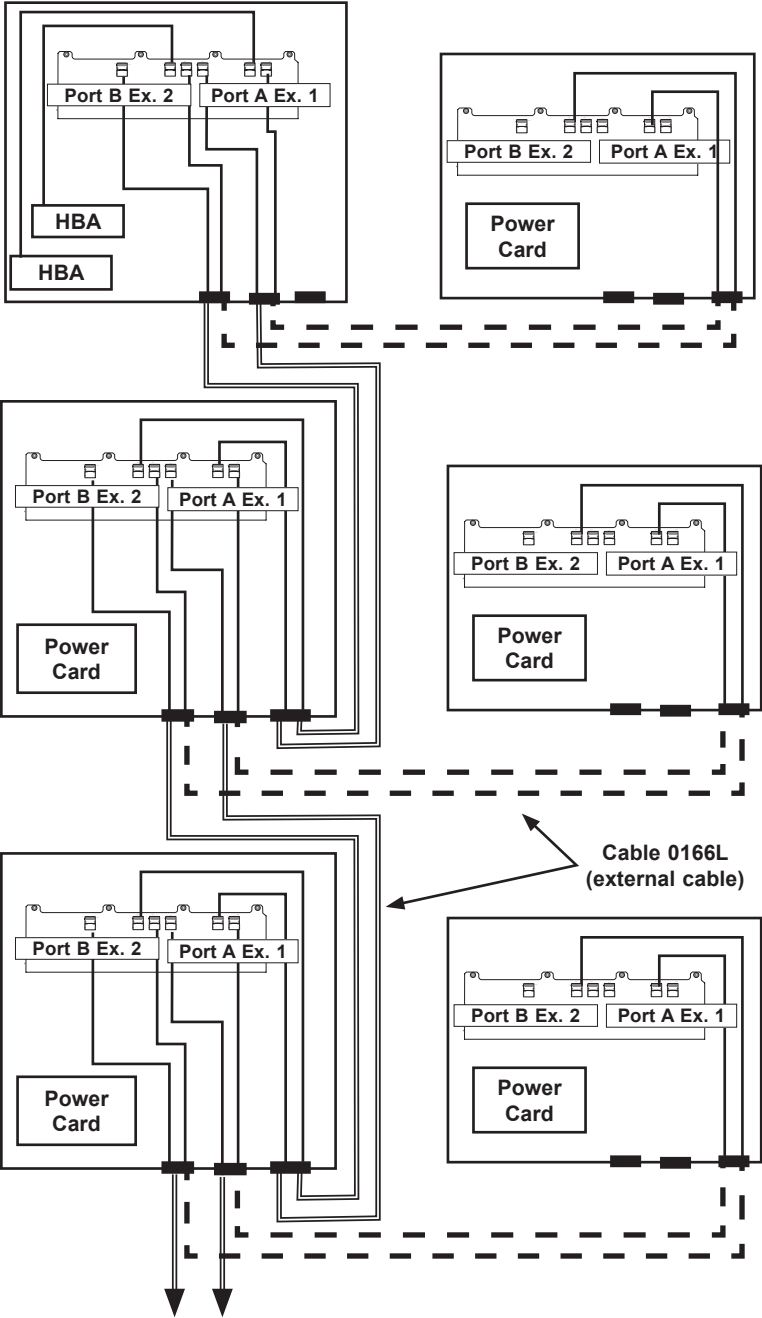 Port B Ex. 2
Port A Ex. 1
HBA
HBA
Port B Ex. 2
Port A Ex. 1
Power
Card
Port B Ex. 2
Port A Ex. 1
Power
Card
Port B Ex. 2
Port A Ex. 1
Power
Card
Cable 0166L
(external cable)
Port B Ex. 2
Port A Ex. 1
Power
Card
Port B Ex. 2
Port A Ex. 1
Power
Card